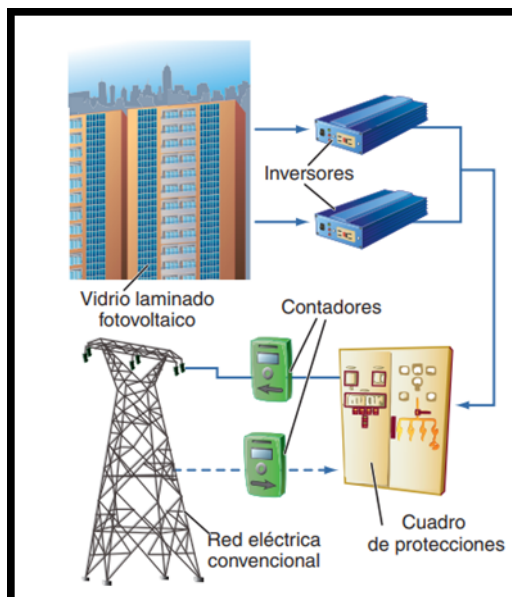 Inversores
Vidrio laminado
fotovoltaico
Contadores
Red eléctrica
convencional
Cuadro
de protecciones